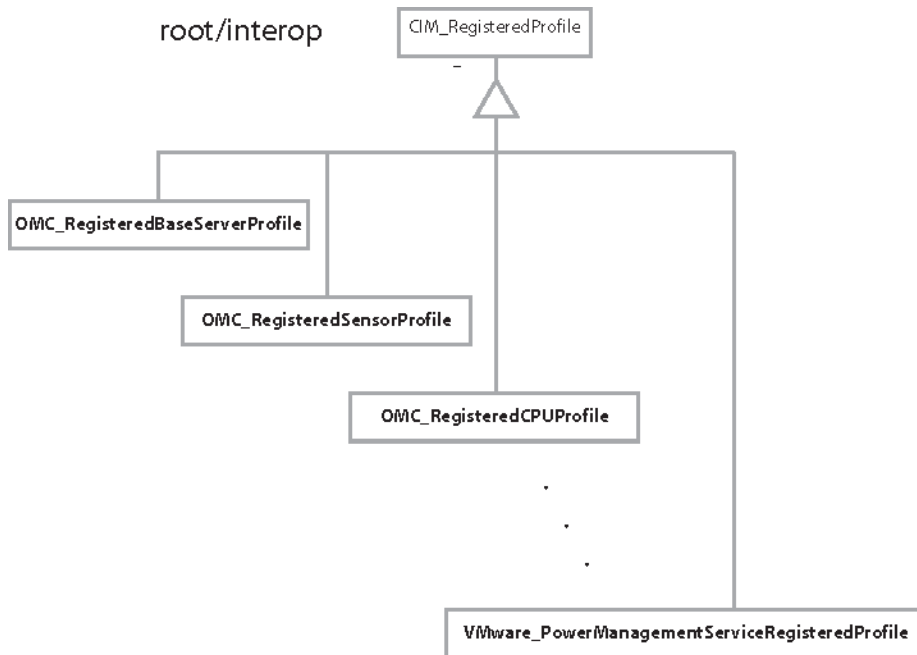 root/interop
CIM_RegisteredProfile
OMC_RegisteredBaseServerProfile
OMC_RegisteredSensorProfile
OMC_RegisteredCPUProfile
VMware_PowerManagementServiceRegisteredProfile